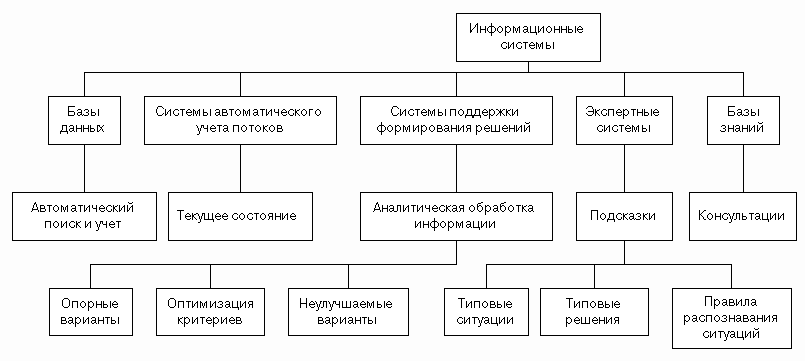 Информационные
системы
Базы
данных
Системы автоматического
учета потоков
Системы поддержки
формирования решений
Экспертные
системы
Базы
знаний
Автоматический
поиск и учет
Текущее состояние
Аналитическая обработка
информации
Подсказки
Консультации
Опорные
варианты
Оптимизация
критериев
Неулучшаемые
варианты
Типовые
ситуации
Типовые
решения
Правила
распознавания
ситуаций